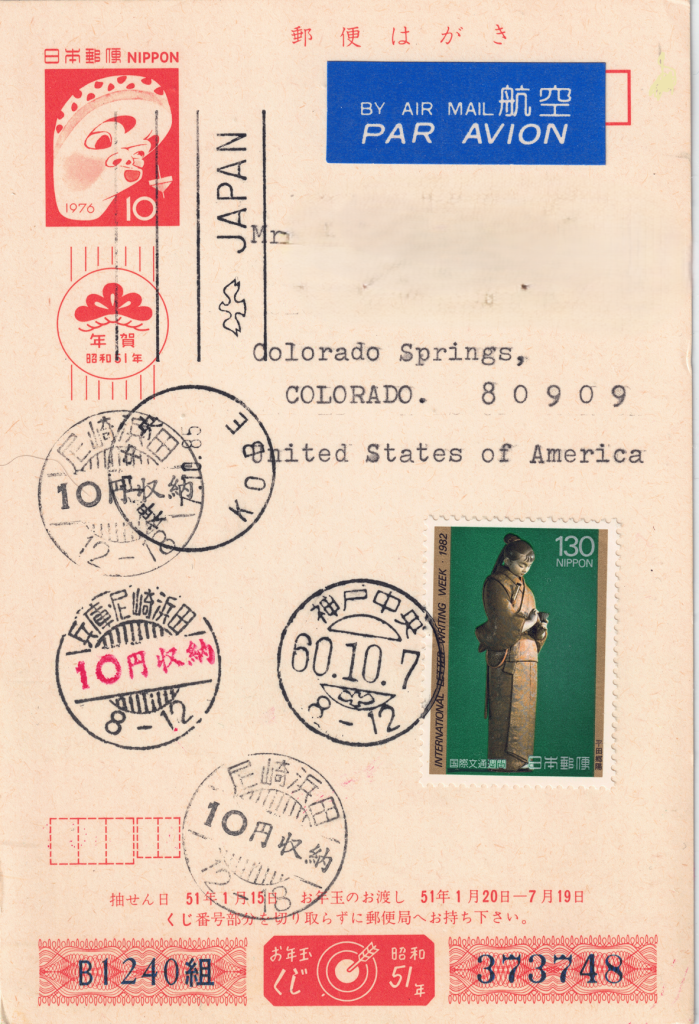 郵便はがき
日本郵便 NIPPON
1976 10
BY AIR MAIL 航空
PAR AVION
JAPAN
Mr
年賀
昭和51年
Colorado Springs,
COLORADO. 80909
United States of America
KOBE
尼崎浜田
10円収納
12-18
兵庫尼崎浜田
10円収納
8-12
神戸中央
60.10.7
8-12
130
NIPPON
INTERNATIONAL LETTER WRITING WEEK・1982
国際文通週間 日本郵便
尼崎浜田
10円収納
12-18
抽せん日 51年1月15日 お年玉のお渡し 51年1月20日―7月19日
くじ番号部分を切り取らずに郵便局へお持ち下さい。
B1240組
お年玉くじ
昭和51年
373748